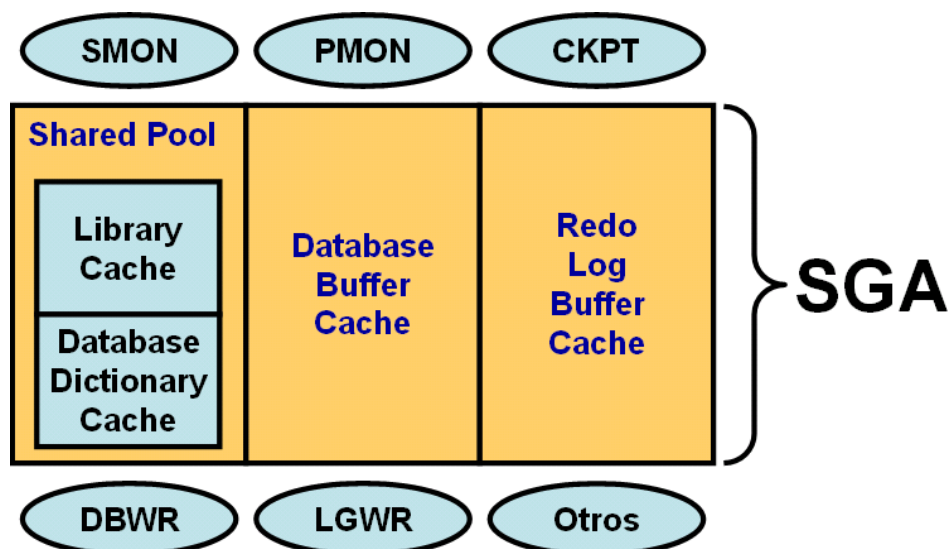 SMON
PMON
CKPT
Shared Pool
Library
Cache
Database
Dictionary
Cache
Database
Buffer
Cache
Redo
Log
Buffer
Cache
SGA
DBWR
LGWR
Otros